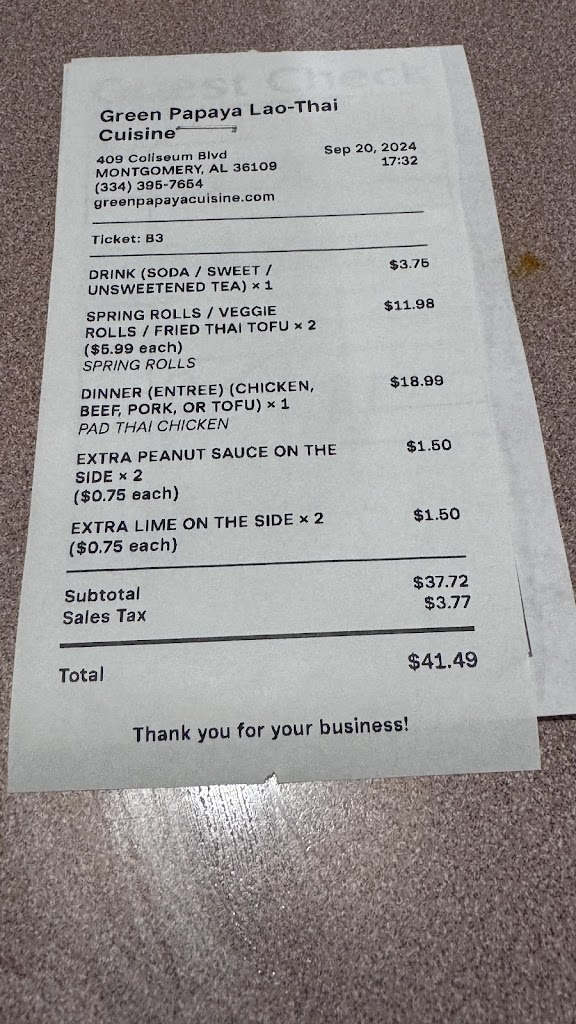 Guest Check
Green Papaya Lao-Thai
Cuisine
409 Coliseum Blvd
MONTGOMERY, AL 36109
(334) 395-7654
greenpapayacuisine.com
Sep 20, 2024
17:32
Ticket: B3
DRINK (SODA / SWEET /
UNSWEETENED TEA) × 1
$3.75
SPRING ROLLS / VEGGIE
ROLLS / FRIED THAI TOFU × 2
($5.99 each)
SPRING ROLLS
$11.98
DINNER (ENTREE) (CHICKEN,
BEEF, PORK, OR TOFU) × 1
PAD THAI CHICKEN
$18.99
EXTRA PEANUT SAUCE ON THE
SIDE × 2
($0.75 each)
$1.50
EXTRA LIME ON THE SIDE × 2
($0.75 each)
$1.50
Subtotal $37.72
Sales Tax $3.77
Total $41.49
Thank you for your business!